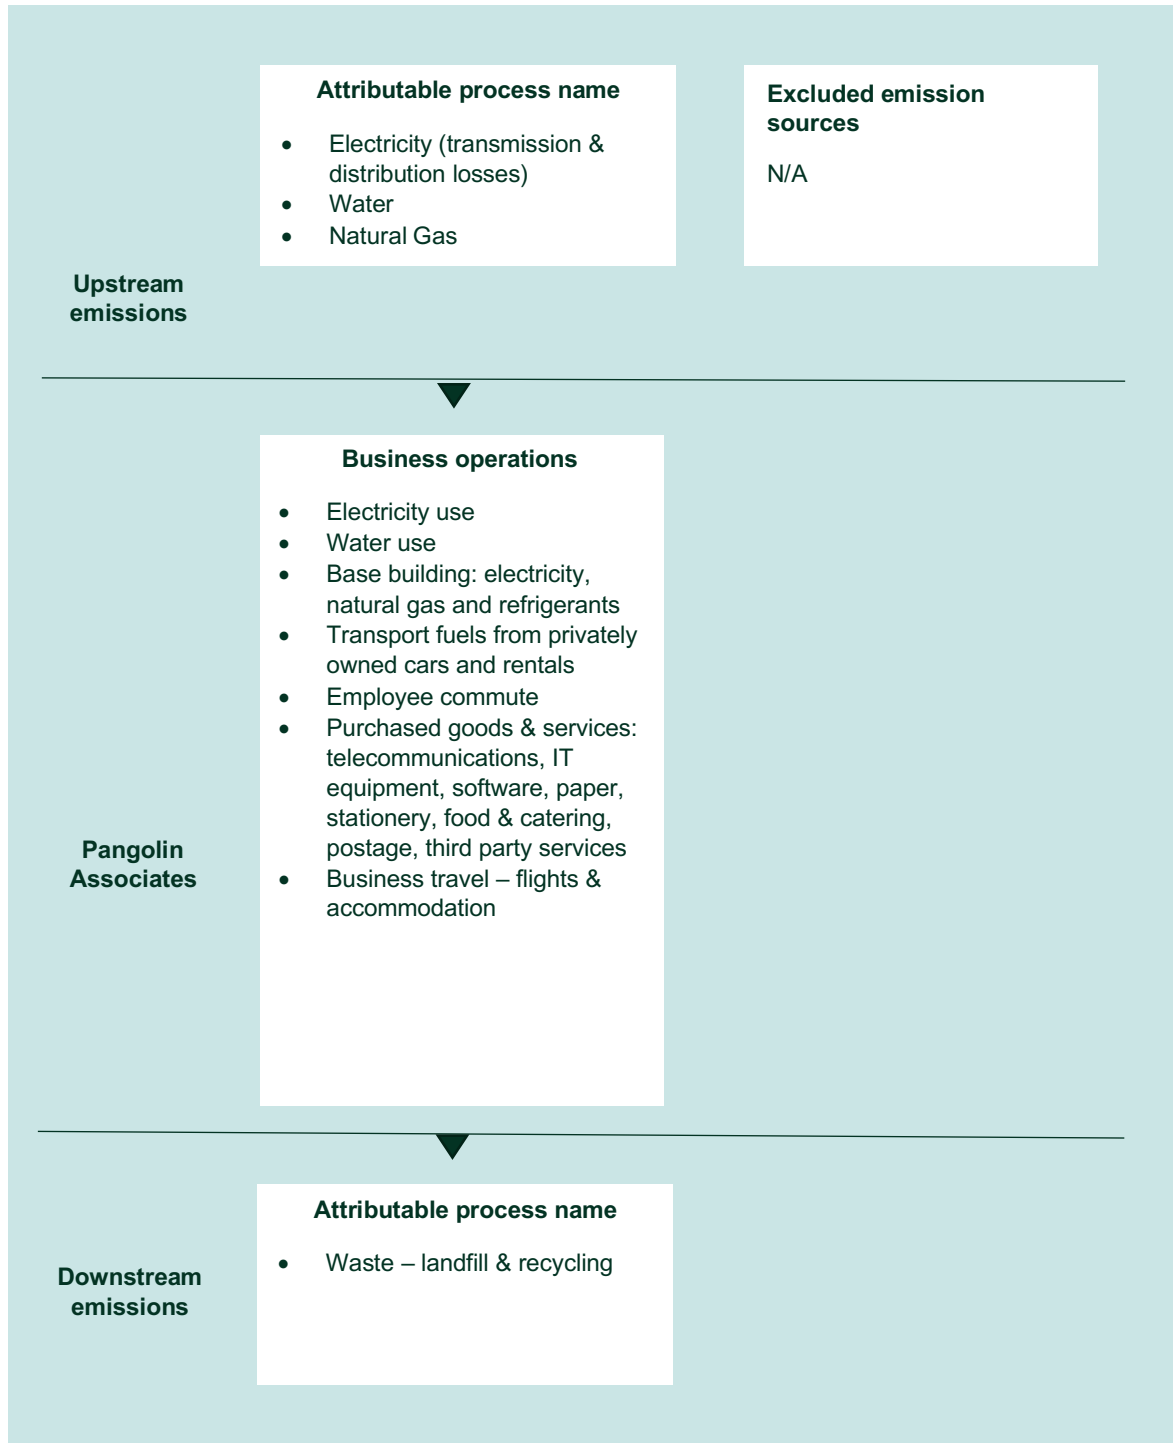 Attributable process name
• Electricity (transmission &
distribution losses)
• Water
• Natural Gas
Excluded emission
sources
N/A
Upstream
emissions
Business operations
• Electricity use
• Water use
• Base building: electricity,
natural gas and refrigerants
• Transport fuels from privately
owned cars and rentals
• Employee commute
• Purchased goods & services:
telecommunications, IT
equipment, software, paper,
stationery, food & catering,
postage, third party services
• Business travel – flights &
accommodation
Pangolin
Associates
Attributable process name
• Waste – landfill & recycling
Downstream
emissions